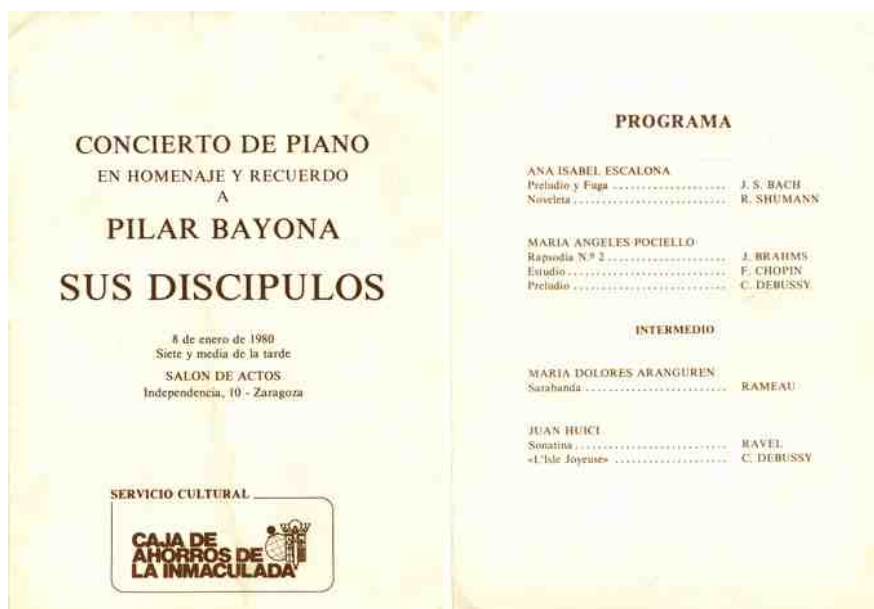 CONCIERTO DE PIANO
EN HOMENAJE Y RECUERDO
A
PILAR BAYONA
SUS DISCIPULOS
8 de enero de 1980
Siete y media de la tarde
SALON DE ACTOS
Independencia, 10 - Zaragoza
SERVICIO CULTURAL
CAJA DE
AHORROS DE
LA INMACULADA
PROGRAMA
ANA ISABEL ESCALONA
Preludio y Fuga ..................... J. S. BACH
Noveleta ............................ R. SHUMANN
MARIA ANGELES POCIELLO
Rapsodia N.º 2 ...................... J. BRAHMS
Estudio ............................. F. CHOPIN
Preludio ............................ C. DEBUSSY
INTERMEDIO
MARIA DOLORES ARANGUREN
Sarabanda ........................... RAMEAU
JUAN HUICI
Sonatina ............................ RAVEL
«L'Isle Joyeuse» .................... C. DEBUSSY